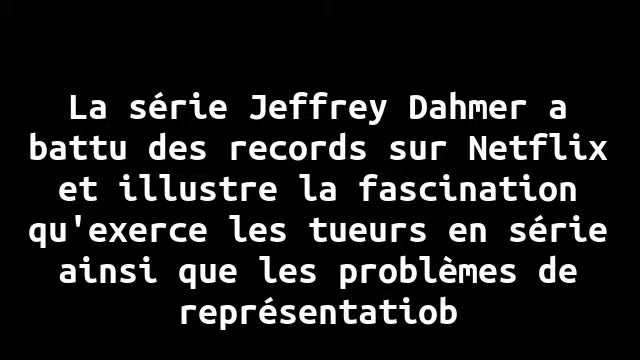 La série Jeffrey Dahmer a
battu des records sur Netflix
et illustre la fascination
qu'exerce les tueurs en série
ainsi que les problèmes de
représentatiob